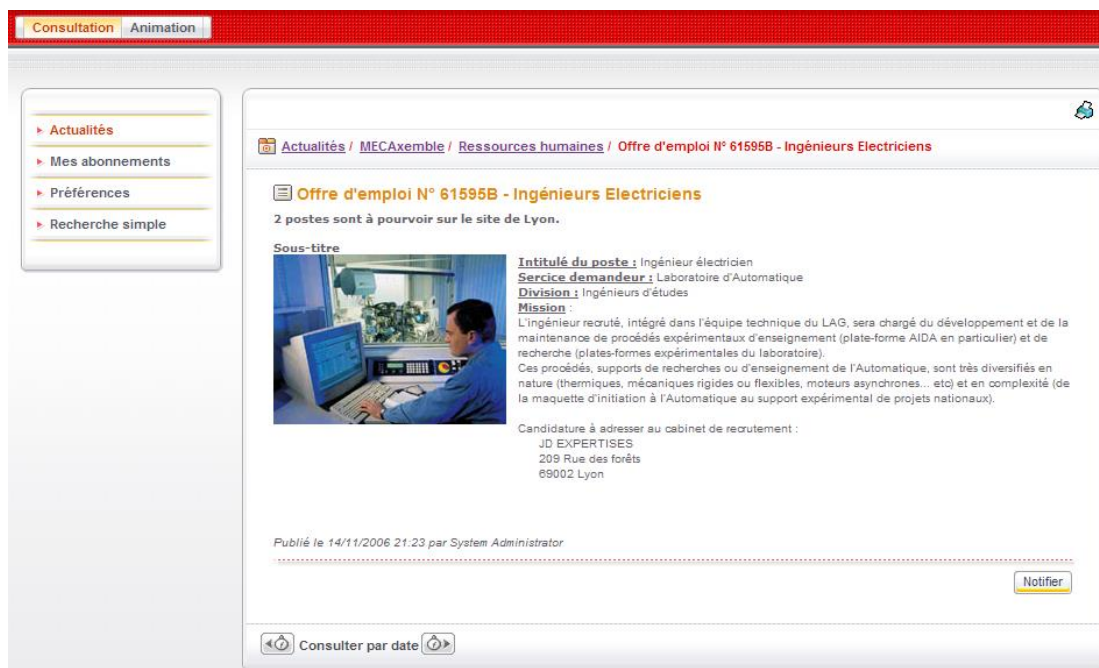 Consultation Animation
Actualités
Mes abonnements
Préférences
Recherche simple
Actualités / MECAxemble / Ressources humaines / Offre d'emploi N° 61595B - Ingénieurs Electriciens
Offre d'emploi N° 61595B - Ingénieurs Electriciens
2 postes sont à pourvoir sur le site de Lyon.
Sous-titre
Intitulé du poste : Ingénieur électricien
Sercice demandeur : Laboratoire d'Automatique
Division : Ingénieurs d'études
Mission :
L'ingénieur recruté, intégré dans l'équipe technique du LAG, sera chargé du développement et de la
maintenance de procédés expérimentaux d'enseignement (plate-forme AIDA en particulier) et de
recherche (plates-formes expérimentales du laboratoire).
Ces procédés, supports de recherches ou d'enseignement de l'Automatique, sont très diversifiés en
nature (thermiques, mécaniques rigides ou flexibles, moteurs asynchrones... etc) et en complexité (de
la maquette d'initiation à l'Automatique au support expérimental de projets nationaux).
Candidature à adresser au cabinet de recrutement :
JD EXPERTISES
209 Rue des forêts
69002 Lyon
Publié le 14/11/2006 21:23 par System Administrator
Notifier
Consulter par date